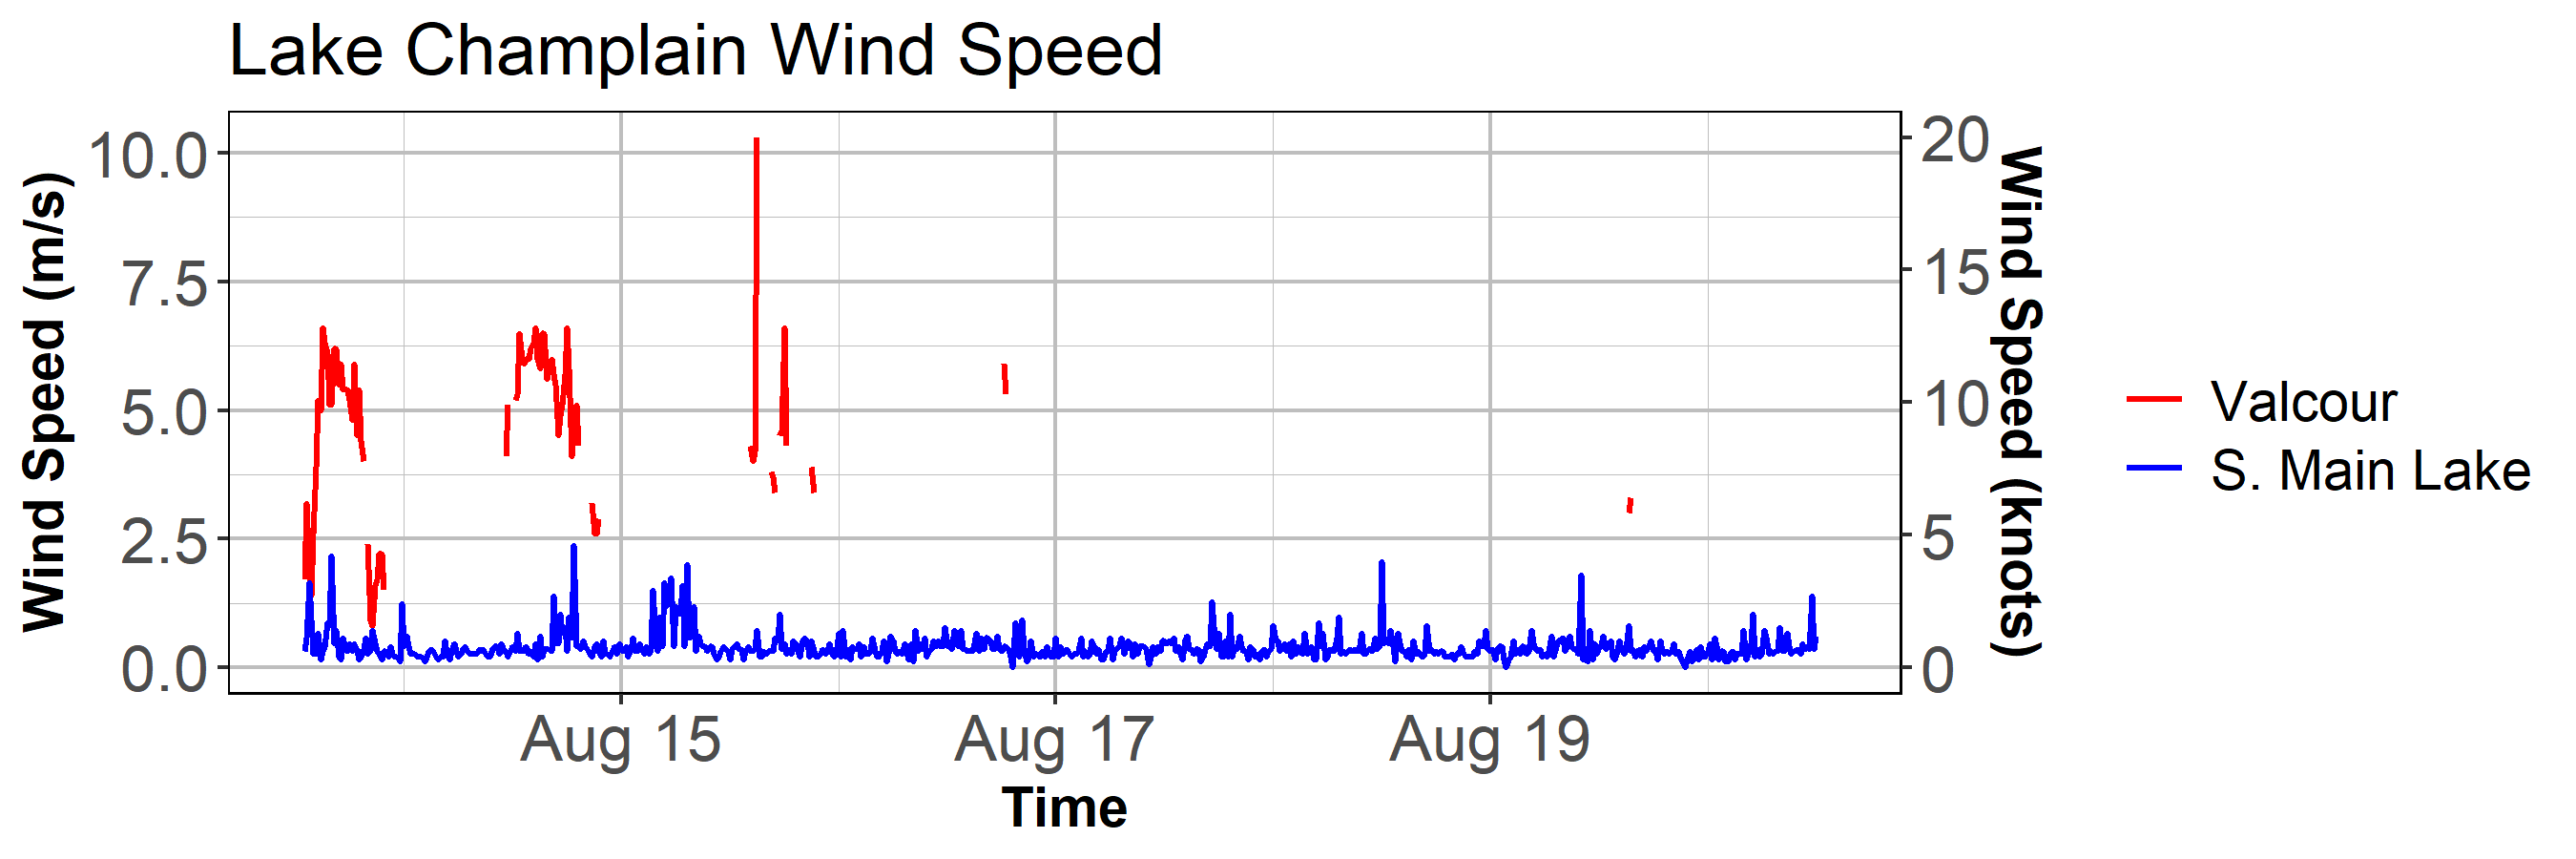 Lake Champlain Wind Speed
Wind Speed (m/s)
10.0
7.5
5.0
2.5
0.0
20
15
10
5
0
Wind Speed (knots)
Aug 15
Aug 17
Aug 19
Time
Valcour
S. Main Lake